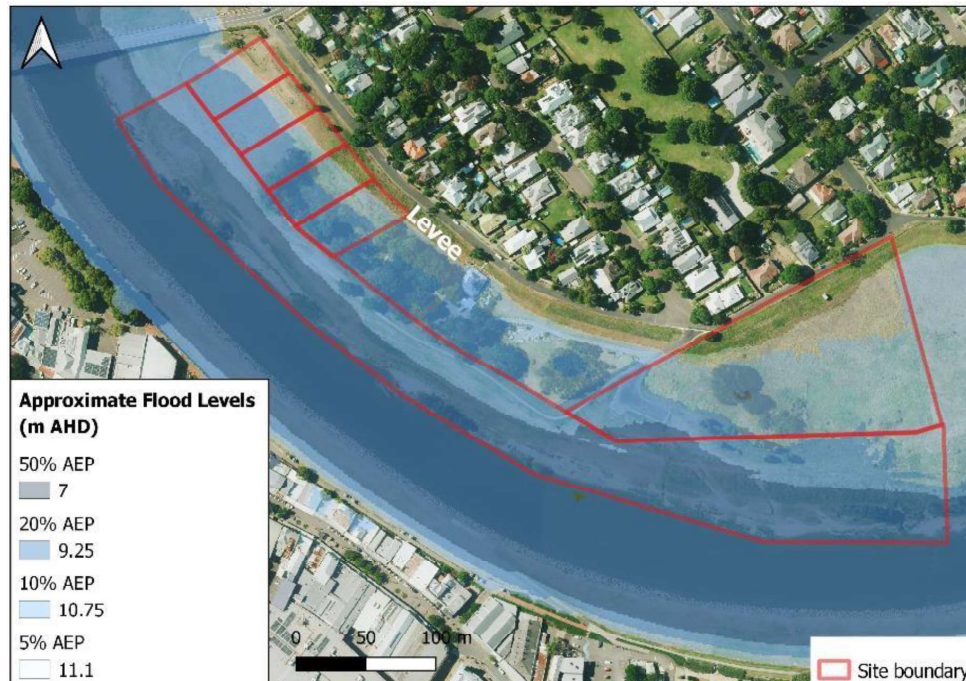 Levee
Approximate Flood Levels
(m AHD)
50% AEP
7
20% AEP
9.25
10% AEP
10.75
5% AEP
11.1
0 50 100 m
Site boundary